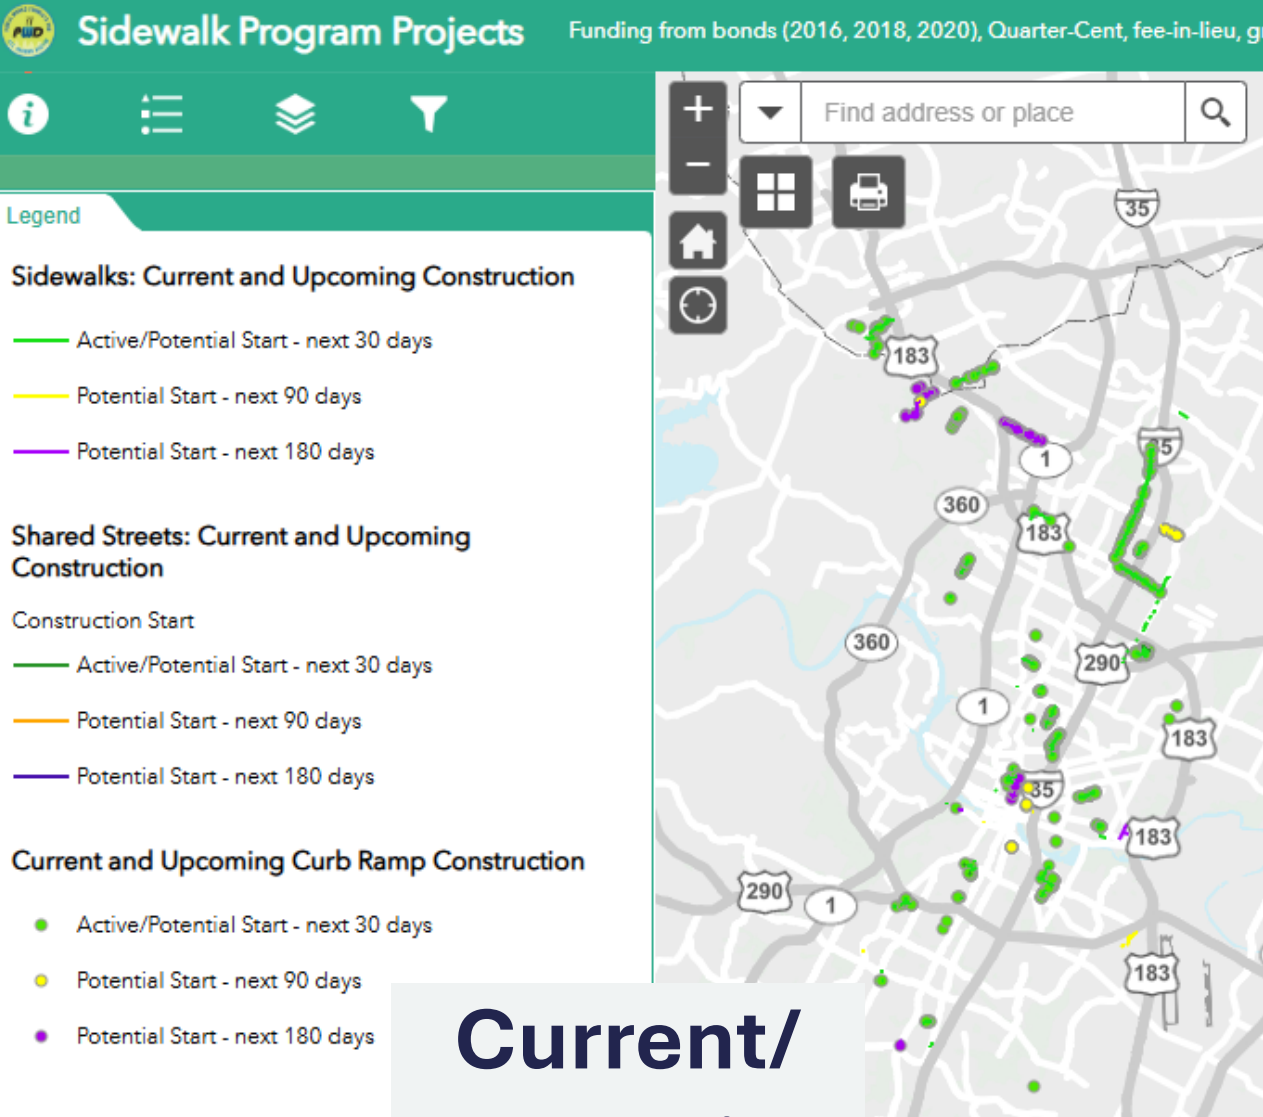 PWD
Sidewalk Program Projects
Funding from bonds (2016, 2018, 2020), Quarter-Cent, fee-in-lieu,
Find address or place
Legend
Sidewalks: Current and Upcoming Construction
Active/Potential Start - next 30 days
Potential Start - next 90 days
Potential Start - next 180 days
Shared Streets: Current and Upcoming
Construction
Construction Start
Active/Potential Start - next 30 days
Potential Start - next 90 days
Potential Start - next 180 days
Current and Upcoming Curb Ramp Construction
Active/Potential Start - next 30 days
Potential Start - next 90 days
Potential Start - next 180 days
Current/
35
183
35
1
360
183
360
290
1
183
35
183
290
1
183